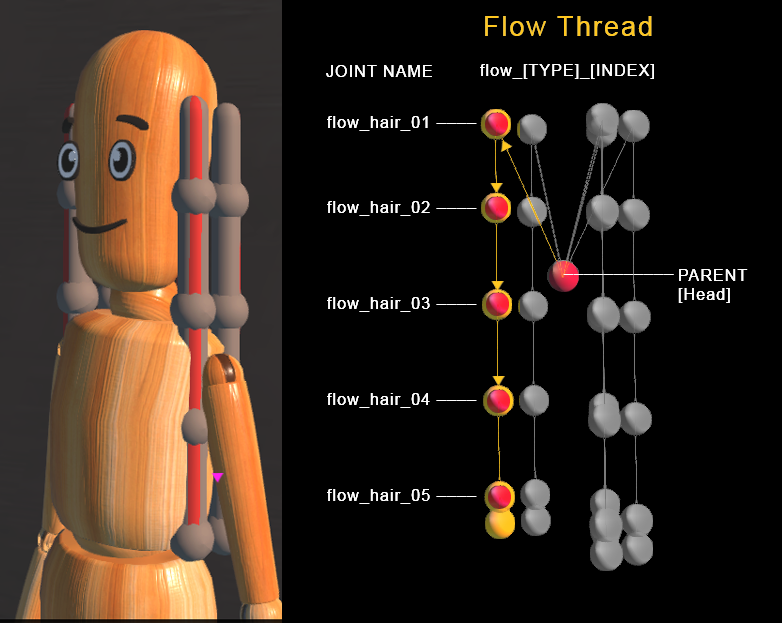 Flow Thread
JOINT NAME flow_[TYPE]_[INDEX]
flow_hair_01
flow_hair_02
flow_hair_03
PARENT
[Head]
flow_hair_04
flow_hair_05